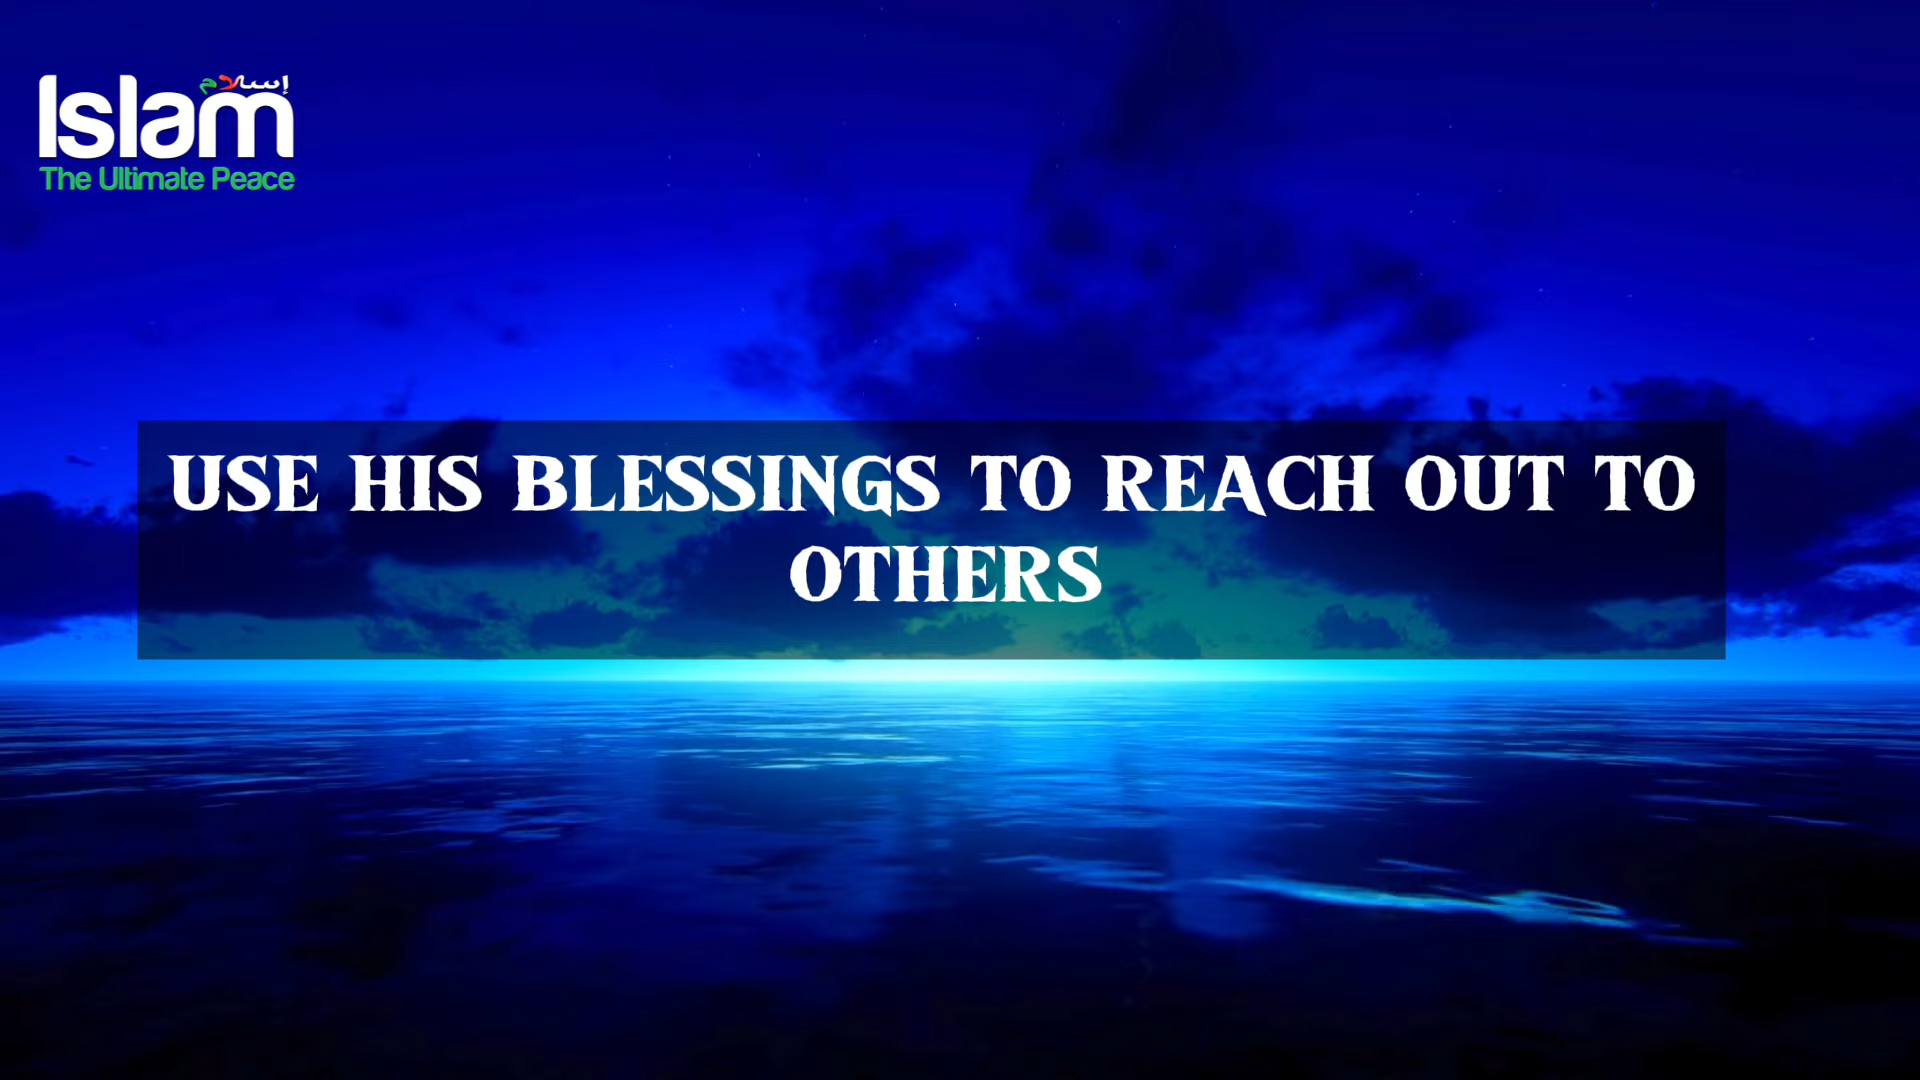 إسلام
Islam
The Ultimate Peace
USE HIS BLESSINGS TO REACH OUT TO
OTHERS